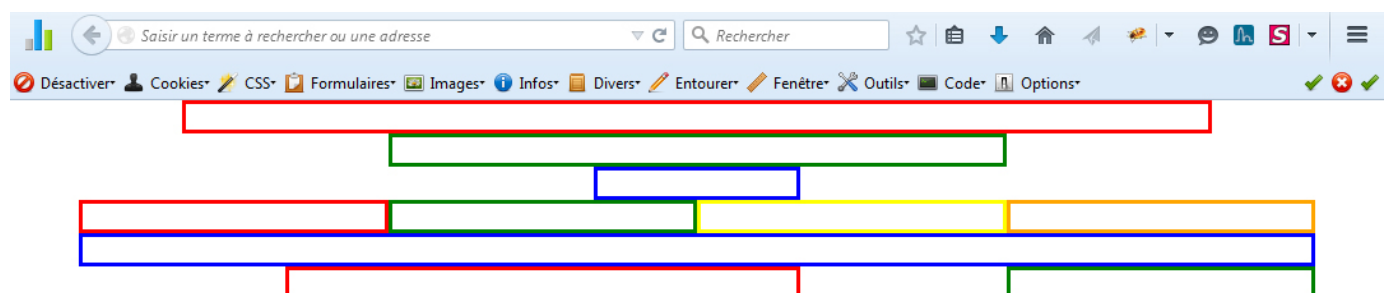 Saisir un terme à rechercher ou une adresse Rechercher
Désactiver Cookies CSS Formulaires Images Infos Divers Entourer Fenêtre Outils Code Options